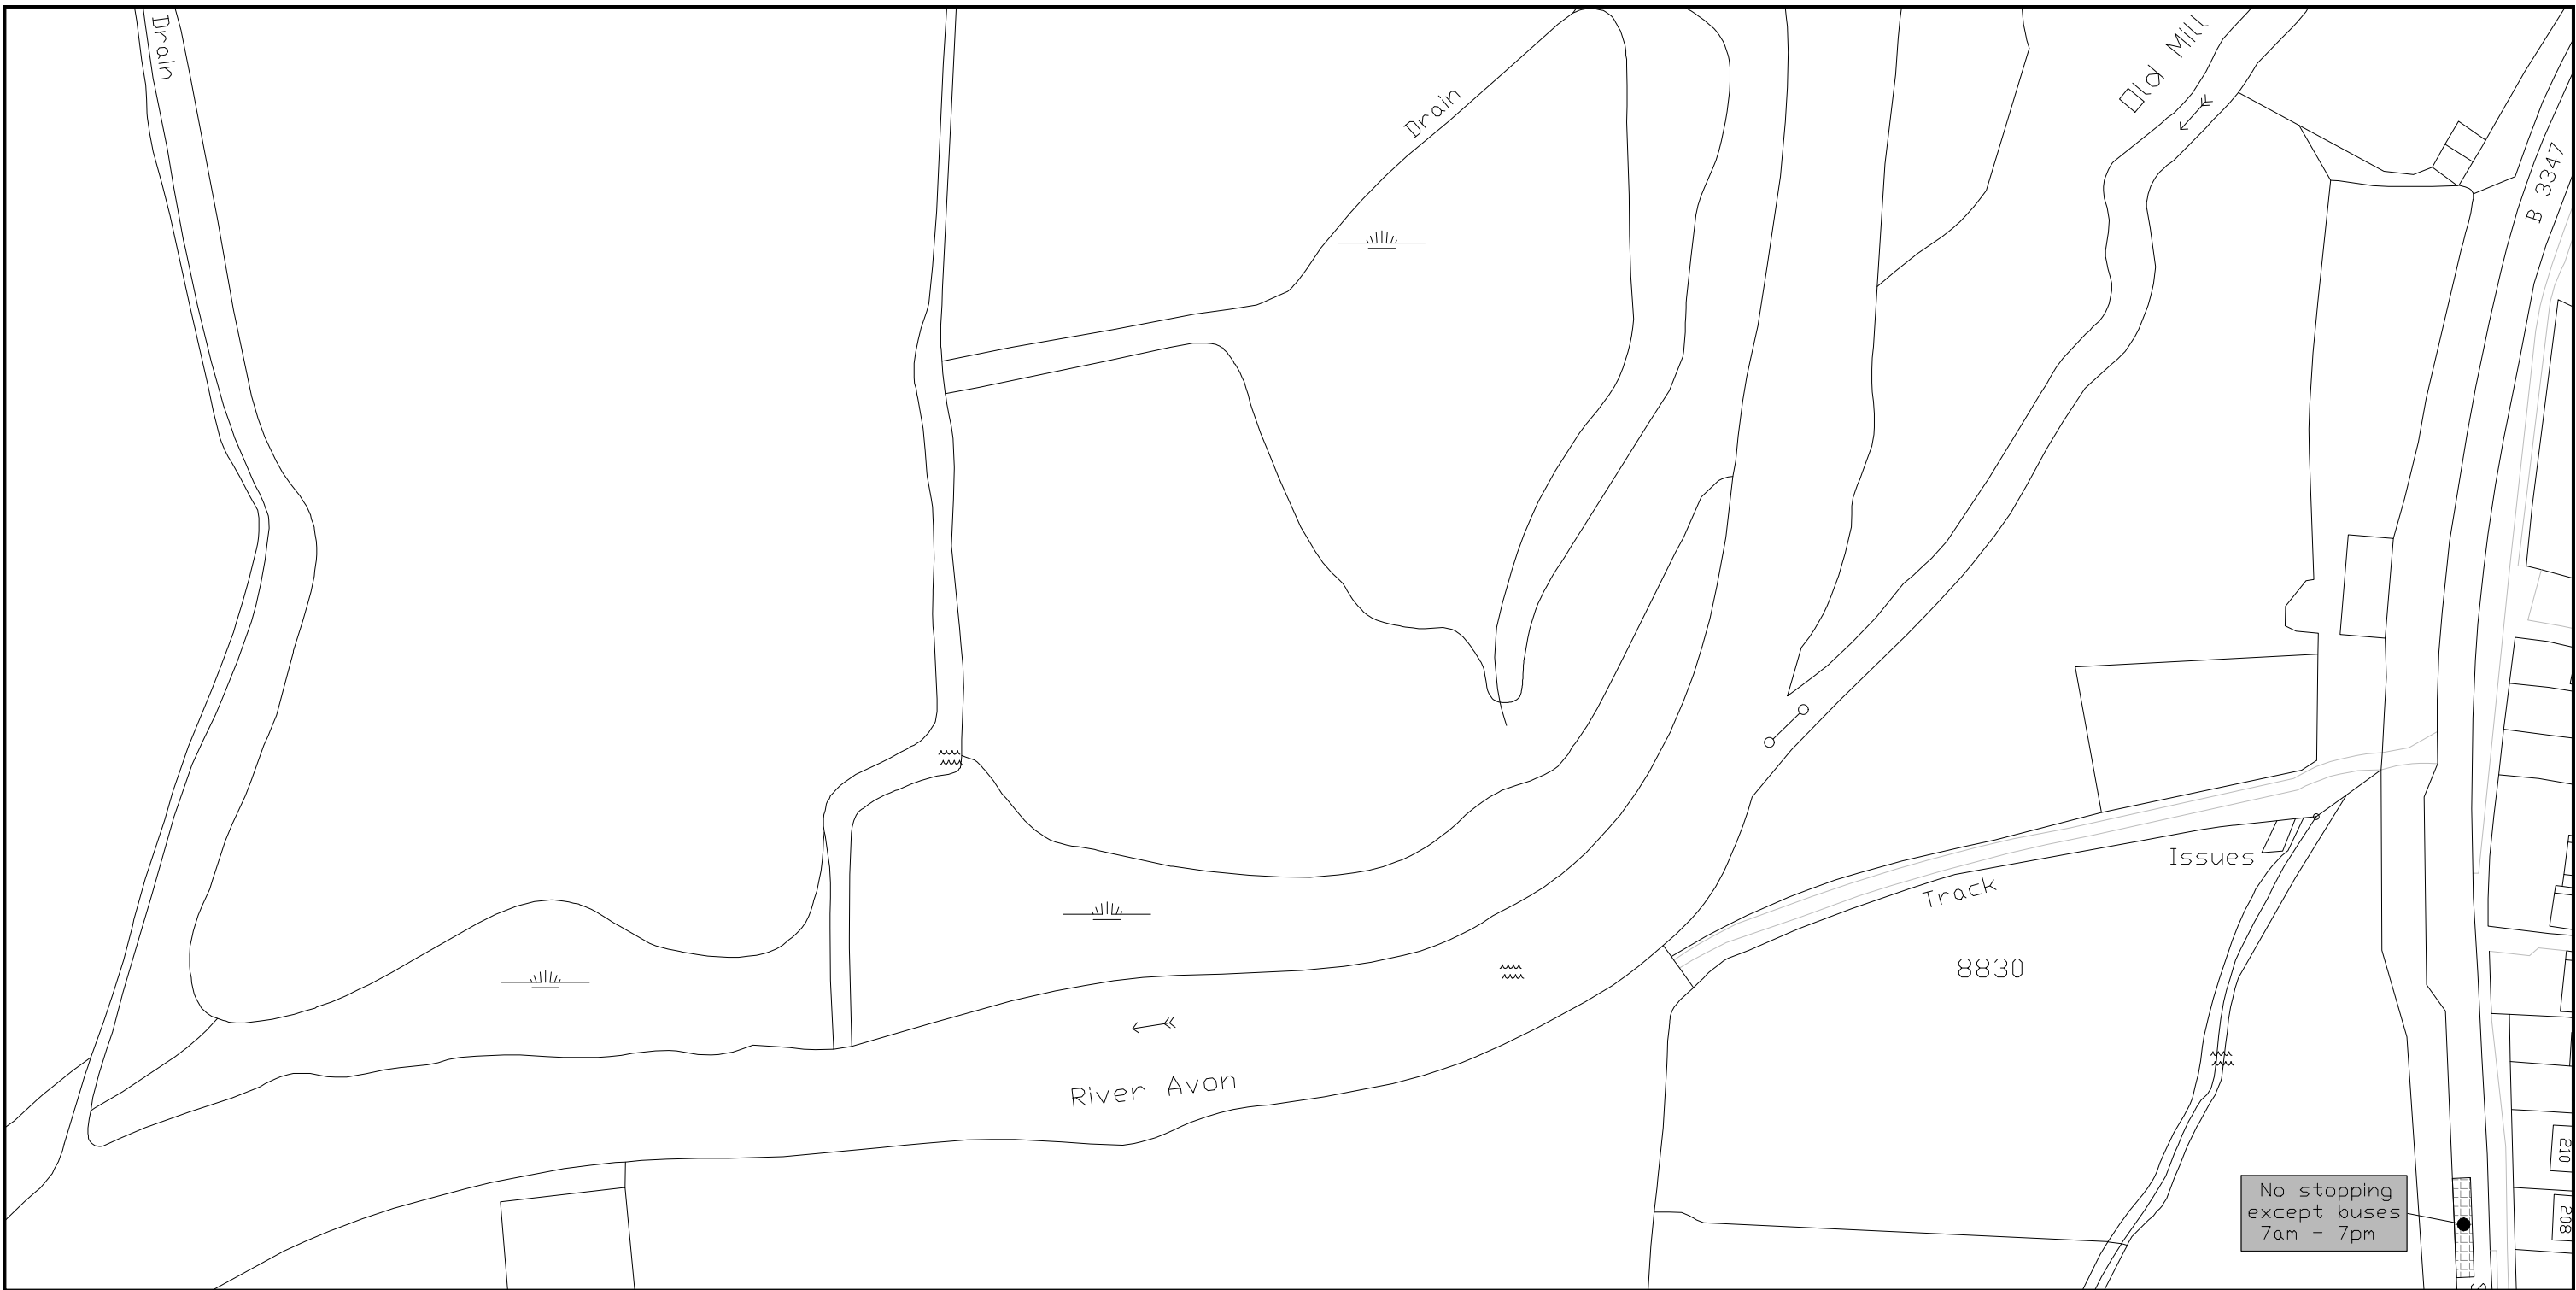 Drain
Old Mill
Drain
B 3347
Issues
Track
8830
River Avon
210
No stopping
except buses
7am - 7pm
208